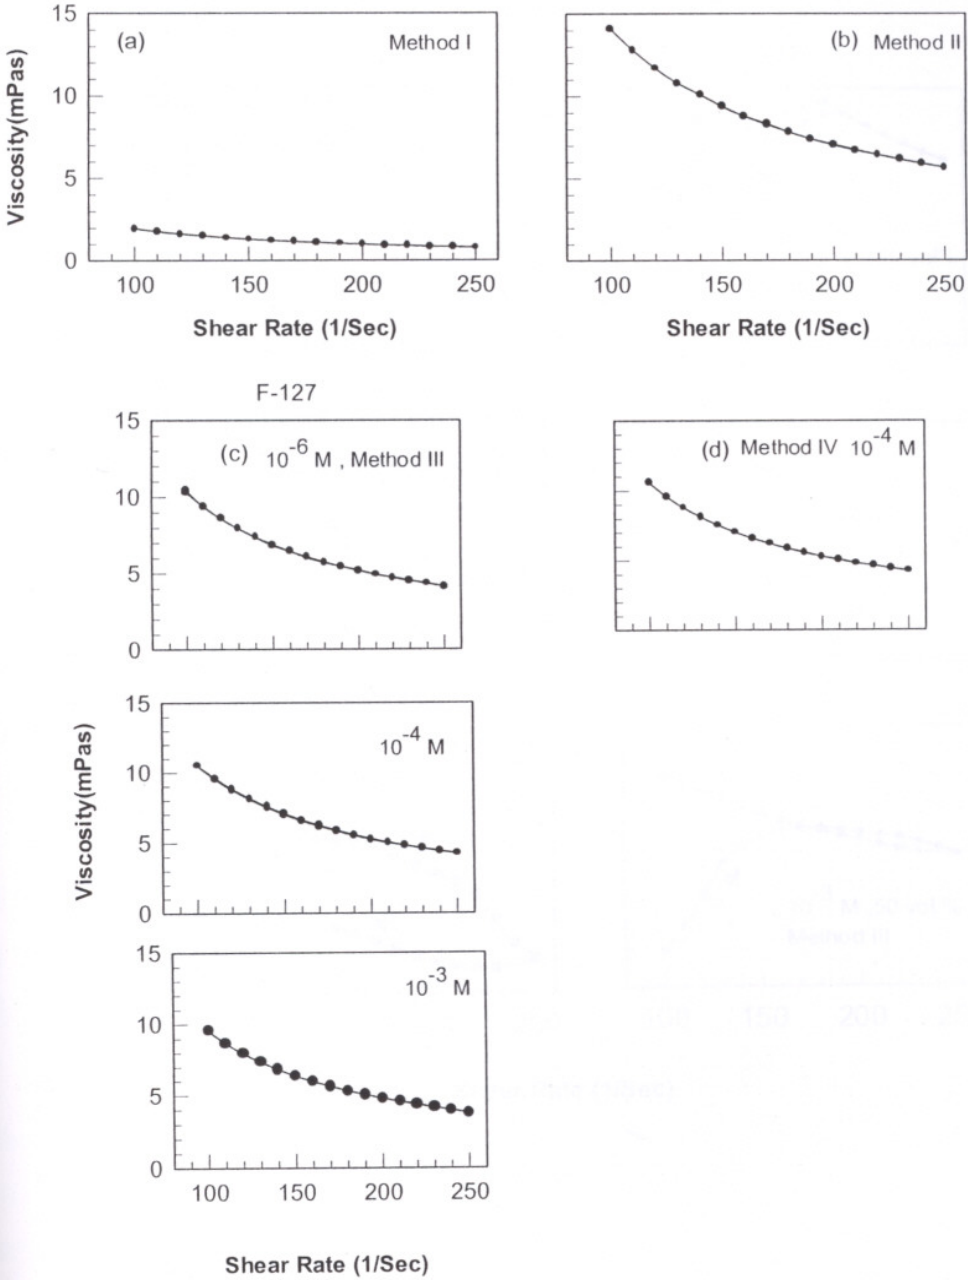 (a) Method I
15
10
5
0
Viscosity(mPas)
100 150 200 250
Shear Rate (1/Sec)
(b) Method II
100 150 200 250
Shear Rate (1/Sec)
F-127
(c) 10⁻⁶ M , Method III
15
10
5
0
(d) Method IV 10⁻⁴ M
10⁻⁴ M
15
10
5
0
Viscosity(mPas)
10⁻³ M
15
10
5
0
100 150 200 250
Shear Rate (1/Sec)